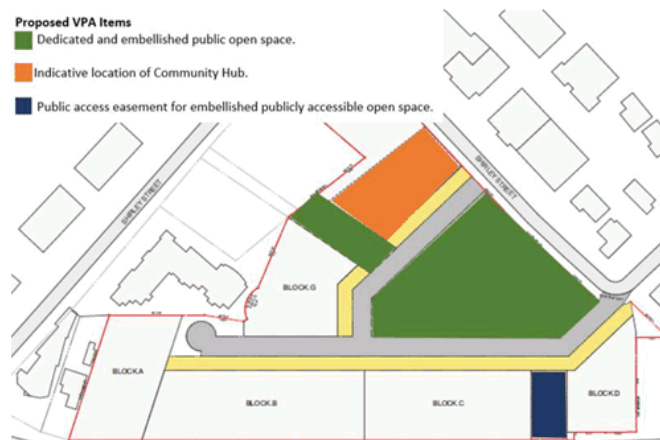 Proposed VPA Items
Dedicated and embellished public open space.
Indicative location of Community Hub.
Public access easement for embellished publicly accessible open space.
SHIRLEY STREET
SHIRLEY STREET
BLOCK.G
BLOCK.A
BLOCK.B
BLOCK.C
BLOCK.D